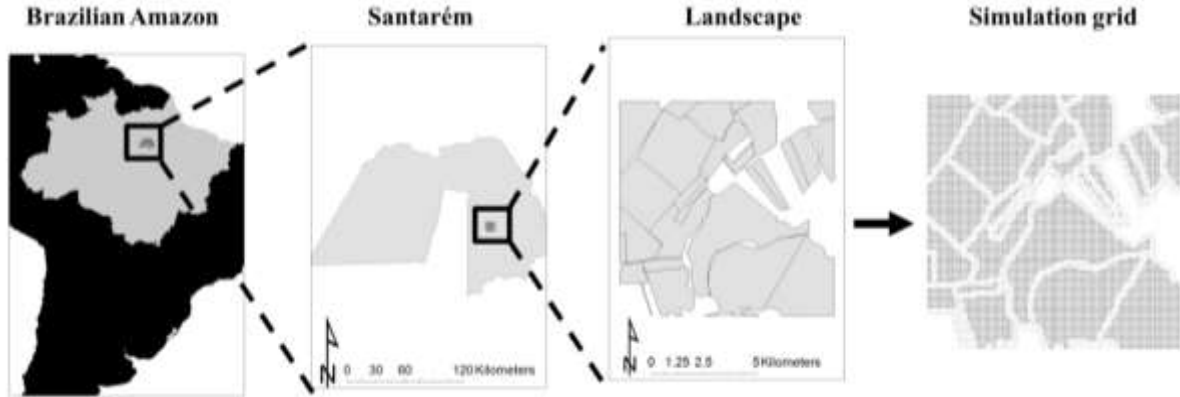 Brazilian Amazon
Santarém
Landscape
Simulation grid
N
0 30 60 120 Kilometers
N
0 1.25 2.5 5 Kilometers